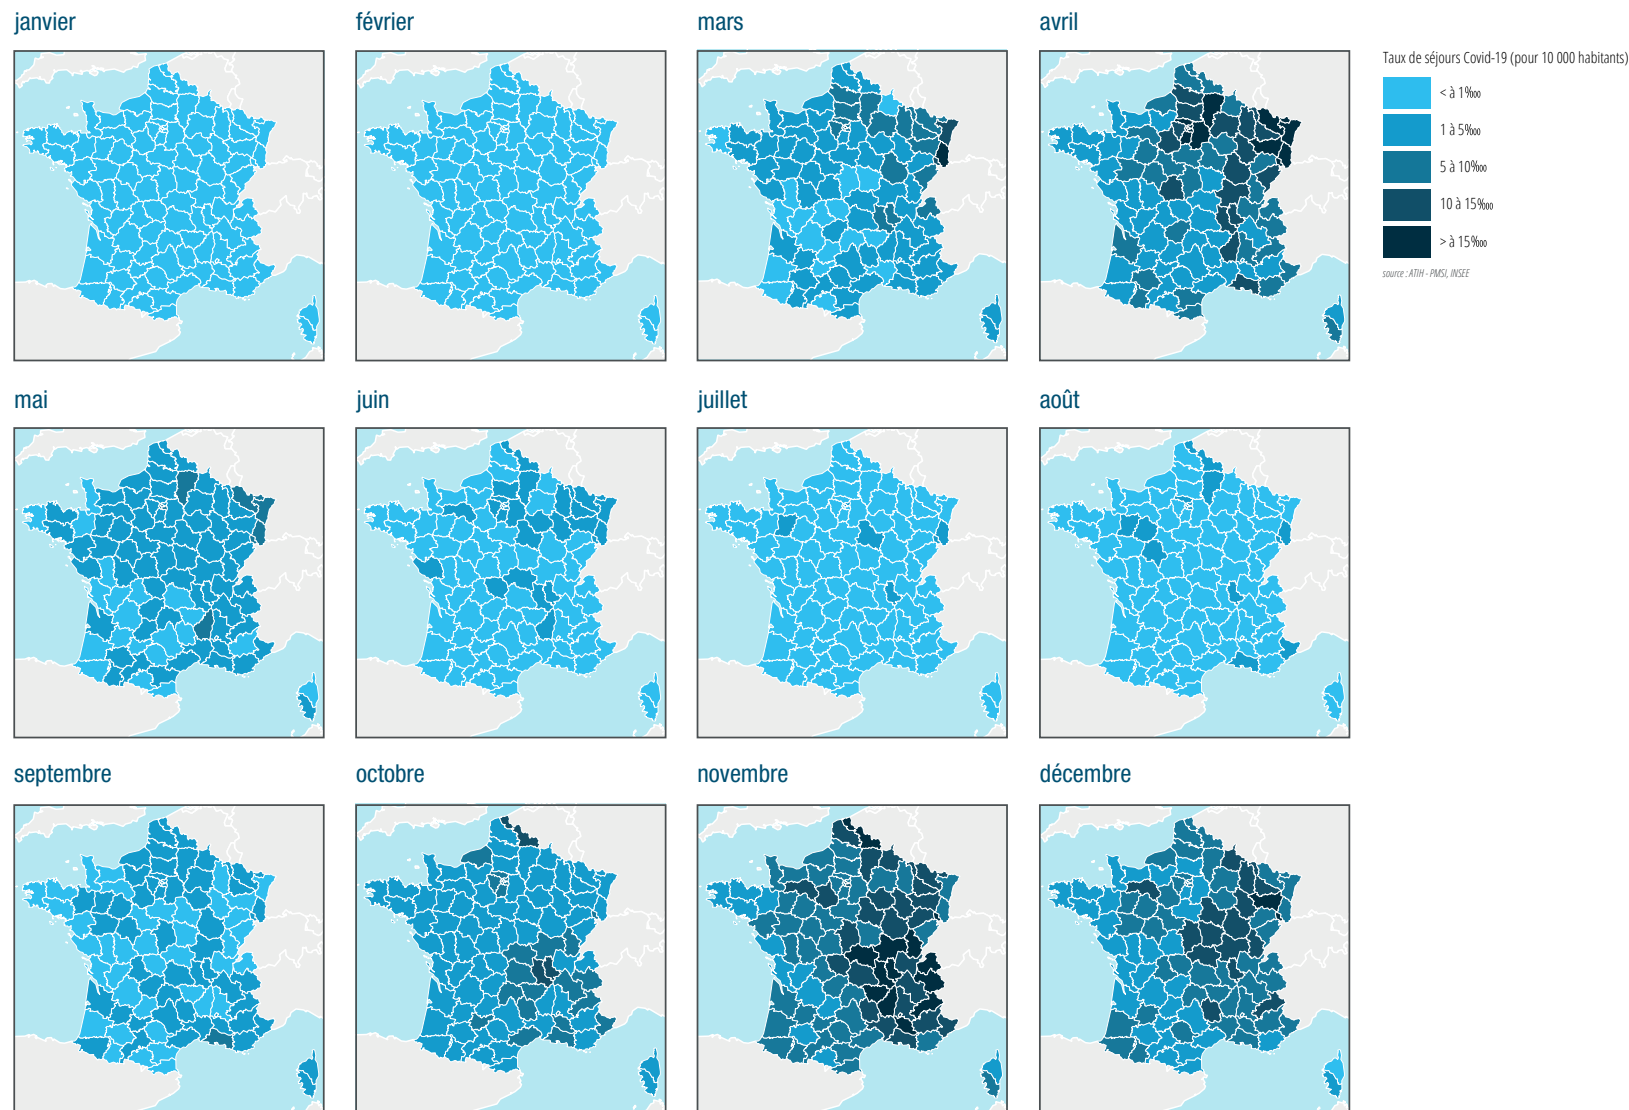 janvier
février
mars
avril
Taux de séjours Covid-19 (pour 10 000 habitants)
< à 1‱
1 à 5‱
5 à 10‱
10 à 15‱
> à 15‱
source : ATIH - PMSI, INSEE
mai
juin
juillet
août
septembre
octobre
novembre
décembre